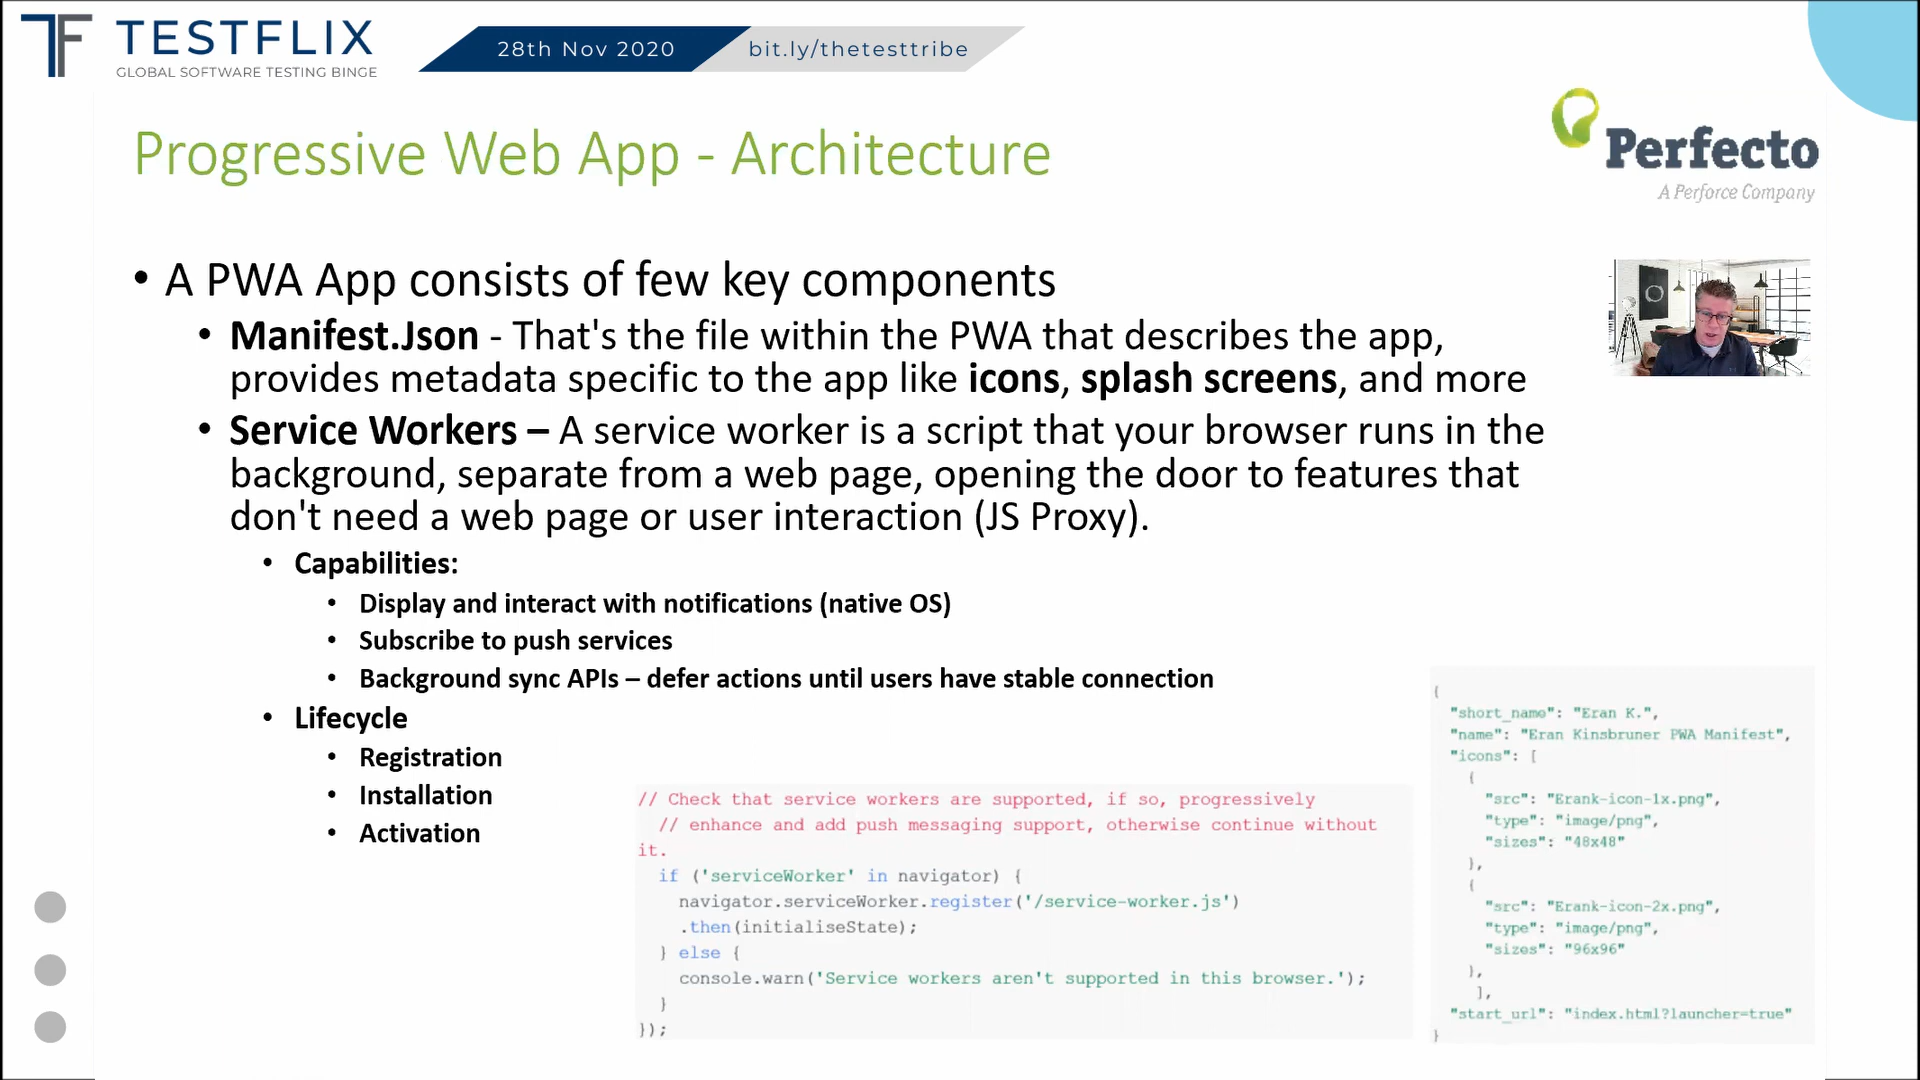 TF TESTFLIX
GLOBAL SOFTWARE TESTING BINGE
28th Nov 2020
bit.ly/thetesttribe
Perfecto
A Perforce Company
Progressive Web App - Architecture
• A PWA App consists of few key components
• Manifest.Json - That's the file within the PWA that describes the app,
provides metadata specific to the app like icons, splash screens, and more
• Service Workers – A service worker is a script that your browser runs in the
background, separate from a web page, opening the door to features that
don't need a web page or user interaction (JS Proxy).
• Capabilities:
• Display and interact with notifications (native OS)
• Subscribe to push services
• Background sync APIs – defer actions until users have stable connection
• Lifecycle
• Registration
• Installation
• Activation
// Check that service workers are supported, if so, progressively
// enhance and add push messaging support, otherwise continue without
it.
if ('serviceWorker' in navigator) {
navigator.serviceWorker.register('/service-worker.js')
.then(initialiseState);
} else {
console.warn('Service workers aren't supported in this browser.');
}
});
{
"short_name": "Eran K.",
"name": "Eran Kinsbruner PWA Manifest",
"icons": [
{
"src": "Erank-icon-1x.png",
"type": "image/png",
"sizes": "48x48"
},
{
"src": "Erank-icon-2x.png",
"type": "image/png",
"sizes": "96x96"
},
],
"start_url": "index.html?launcher=true"
}